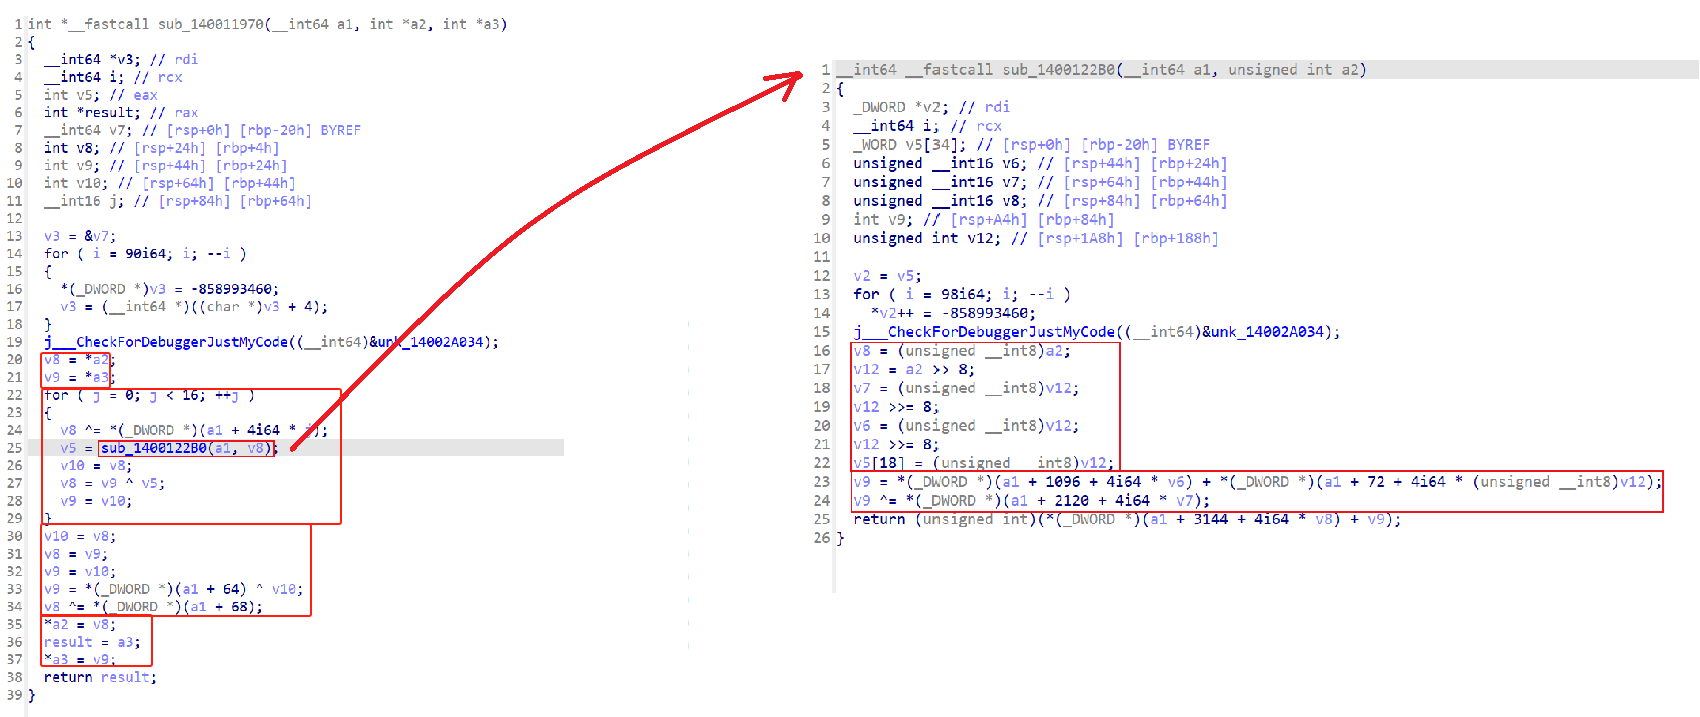 1 int *__fastcall sub_140011970(__int64 a1, int *a2, int *a3)
2 {
3 __int64 *v3; // rdi
4 __int64 i; // rcx
5 int v5; // eax
6 int *result; // rax
7 __int64 v7; // [rsp+0h] [rbp-20h] BYREF
8 int v8; // [rsp+24h] [rbp+4h]
9 int v9; // [rsp+44h] [rbp+24h]
10 int v10; // [rsp+64h] [rbp+44h]
11 __int16 j; // [rsp+84h] [rbp+64h]
12
13 v3 = &v7;
14 for ( i = 90i64; i; --i )
15 {
16 *(_DWORD *)v3 = -858993460;
17 v3 = (__int64 *)((char *)v3 + 4);
18 }
19 j___CheckForDebuggerJustMyCode((__int64)&unk_14002A034);
20 v8 = *a2;
21 v9 = *a3;
22 for ( j = 0; j < 16; ++j )
23 {
24 v8 ^= *(_DWORD *)(a1 + 4i64 * j);
25 v5 = sub_1400122B0(a1, v8);
26 v10 = v8;
27 v8 = v9 ^ v5;
28 v9 = v10;
29 }
30 v10 = v8;
31 v8 = v9;
32 v9 = v10;
33 v9 = *(_DWORD *)(a1 + 64) ^ v10;
34 v8 ^= *(_DWORD *)(a1 + 68);
35 *a2 = v8;
36 result = a3;
37 *a3 = v9;
38 return result;
39 }
1 __int64 __fastcall sub_1400122B0(__int64 a1, unsigned int a2)
2 {
3 _DWORD *v2; // rdi
4 __int64 i; // rcx
5 _WORD v5[34]; // [rsp+0h] [rbp-20h] BYREF
6 unsigned __int16 v6; // [rsp+44h] [rbp+24h]
7 unsigned __int16 v7; // [rsp+64h] [rbp+44h]
8 unsigned __int16 v8; // [rsp+84h] [rbp+64h]
9 int v9; // [rsp+A4h] [rbp+84h]
10 unsigned int v12; // [rsp+1A8h] [rbp+188h]
11
12 v2 = v5;
13 for ( i = 98i64; i; --i )
14 *v2++ = -858993460;
15 j___CheckForDebuggerJustMyCode((__int64)&unk_14002A034);
16 v8 = (unsigned __int8)a2;
17 v12 = a2 >> 8;
18 v7 = (unsigned __int8)v12;
19 v12 >>= 8;
20 v6 = (unsigned __int8)v12;
21 v12 >>= 8;
22 v5[18] = (unsigned __int8)v12;
23 v9 = *(_DWORD *)(a1 + 1096 + 4i64 * v6) + *(_DWORD *)(a1 + 72 + 4i64 * (unsigned __int8)v12);
24 v9 ^= *(_DWORD *)(a1 + 2120 + 4i64 * v7);
25 return (unsigned int)(*(_DWORD *)(a1 + 3144 + 4i64 * v8) + v9);
26 }